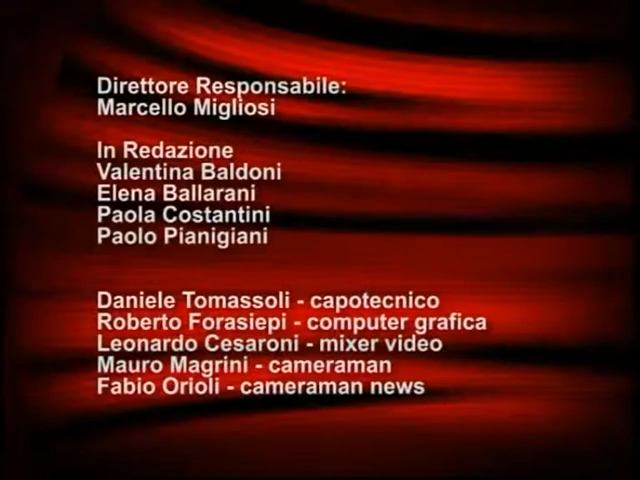 Direttore Responsabile:
Marcello Migliosi
In Redazione
Valentina Baldoni
Elena Ballarani
Paola Costantini
Paolo Pianigiani
Daniele Tomassoli - capotecnico
Roberto Forasiepi - computer grafica
Leonardo Cesaroni - mixer video
Mauro Magrini - cameraman
Fabio Orioli - cameraman news